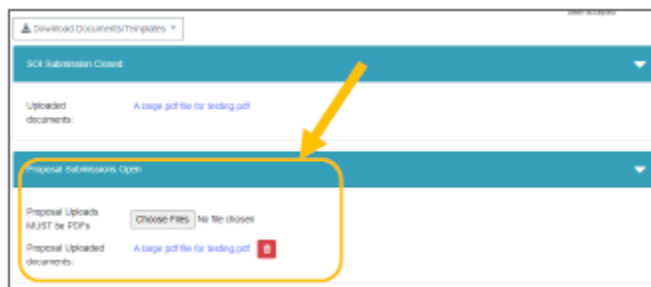 Download Documents/Templates
SOI Submission Closed
Uploaded
documents:
A large pdf file for testing.pdf
Proposal Submissions Open
Proposal Uploads
MUST be PDFs
Choose Files No file chosen
Proposal Uploaded
documents:
A large pdf file for testing.pdf